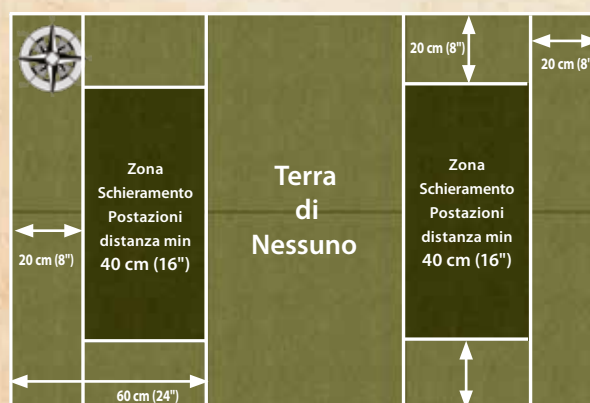 20 cm (8")
20 cm (8")
Zona
Schieramento
Postazioni
distanza min
40 cm (16")
Terra
di
Nessuno
Zona
Schieramento
Postazioni
distanza min
40 cm (16")
20 cm (8")
60 cm (24")